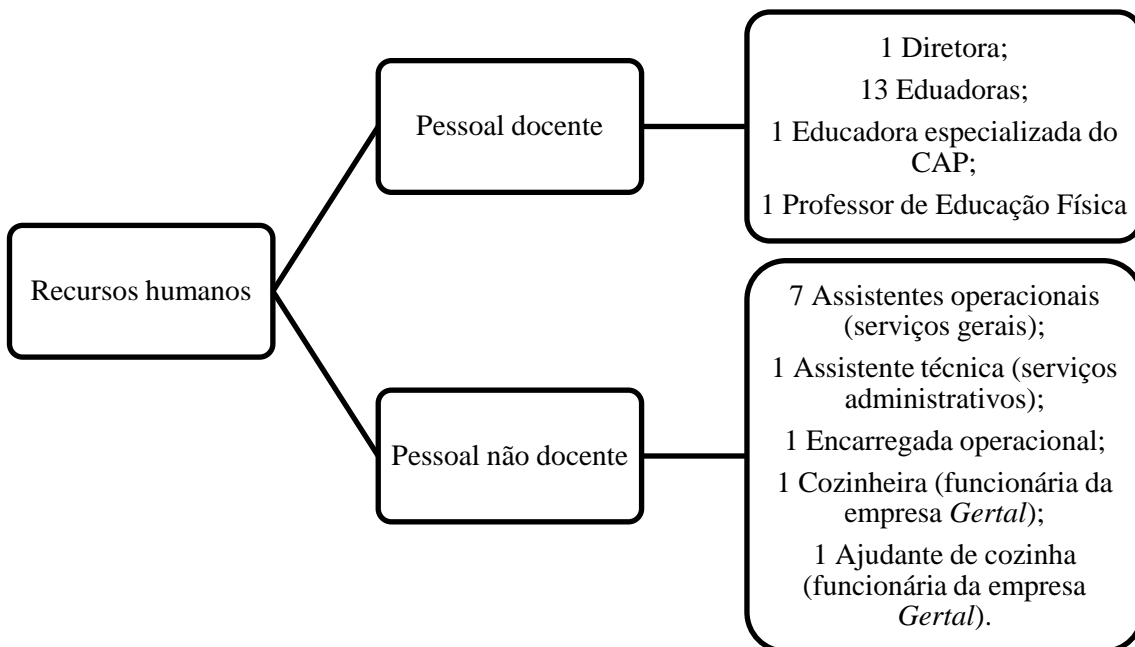 Recursos humanos
Pessoal docente
1 Diretora;
13 Eduadoras;
1 Educadora especializada do
CAP;
1 Professor de Educação Física
Pessoal não docente
7 Assistentes operacionais
(serviços gerais);
1 Assistente técnica (serviços
administrativos);
1 Encarregada operacional;
1 Cozinheira (funcionária da
empresa Gertal);
1 Ajudante de cozinha
(funcionária da empresa
Gertal).